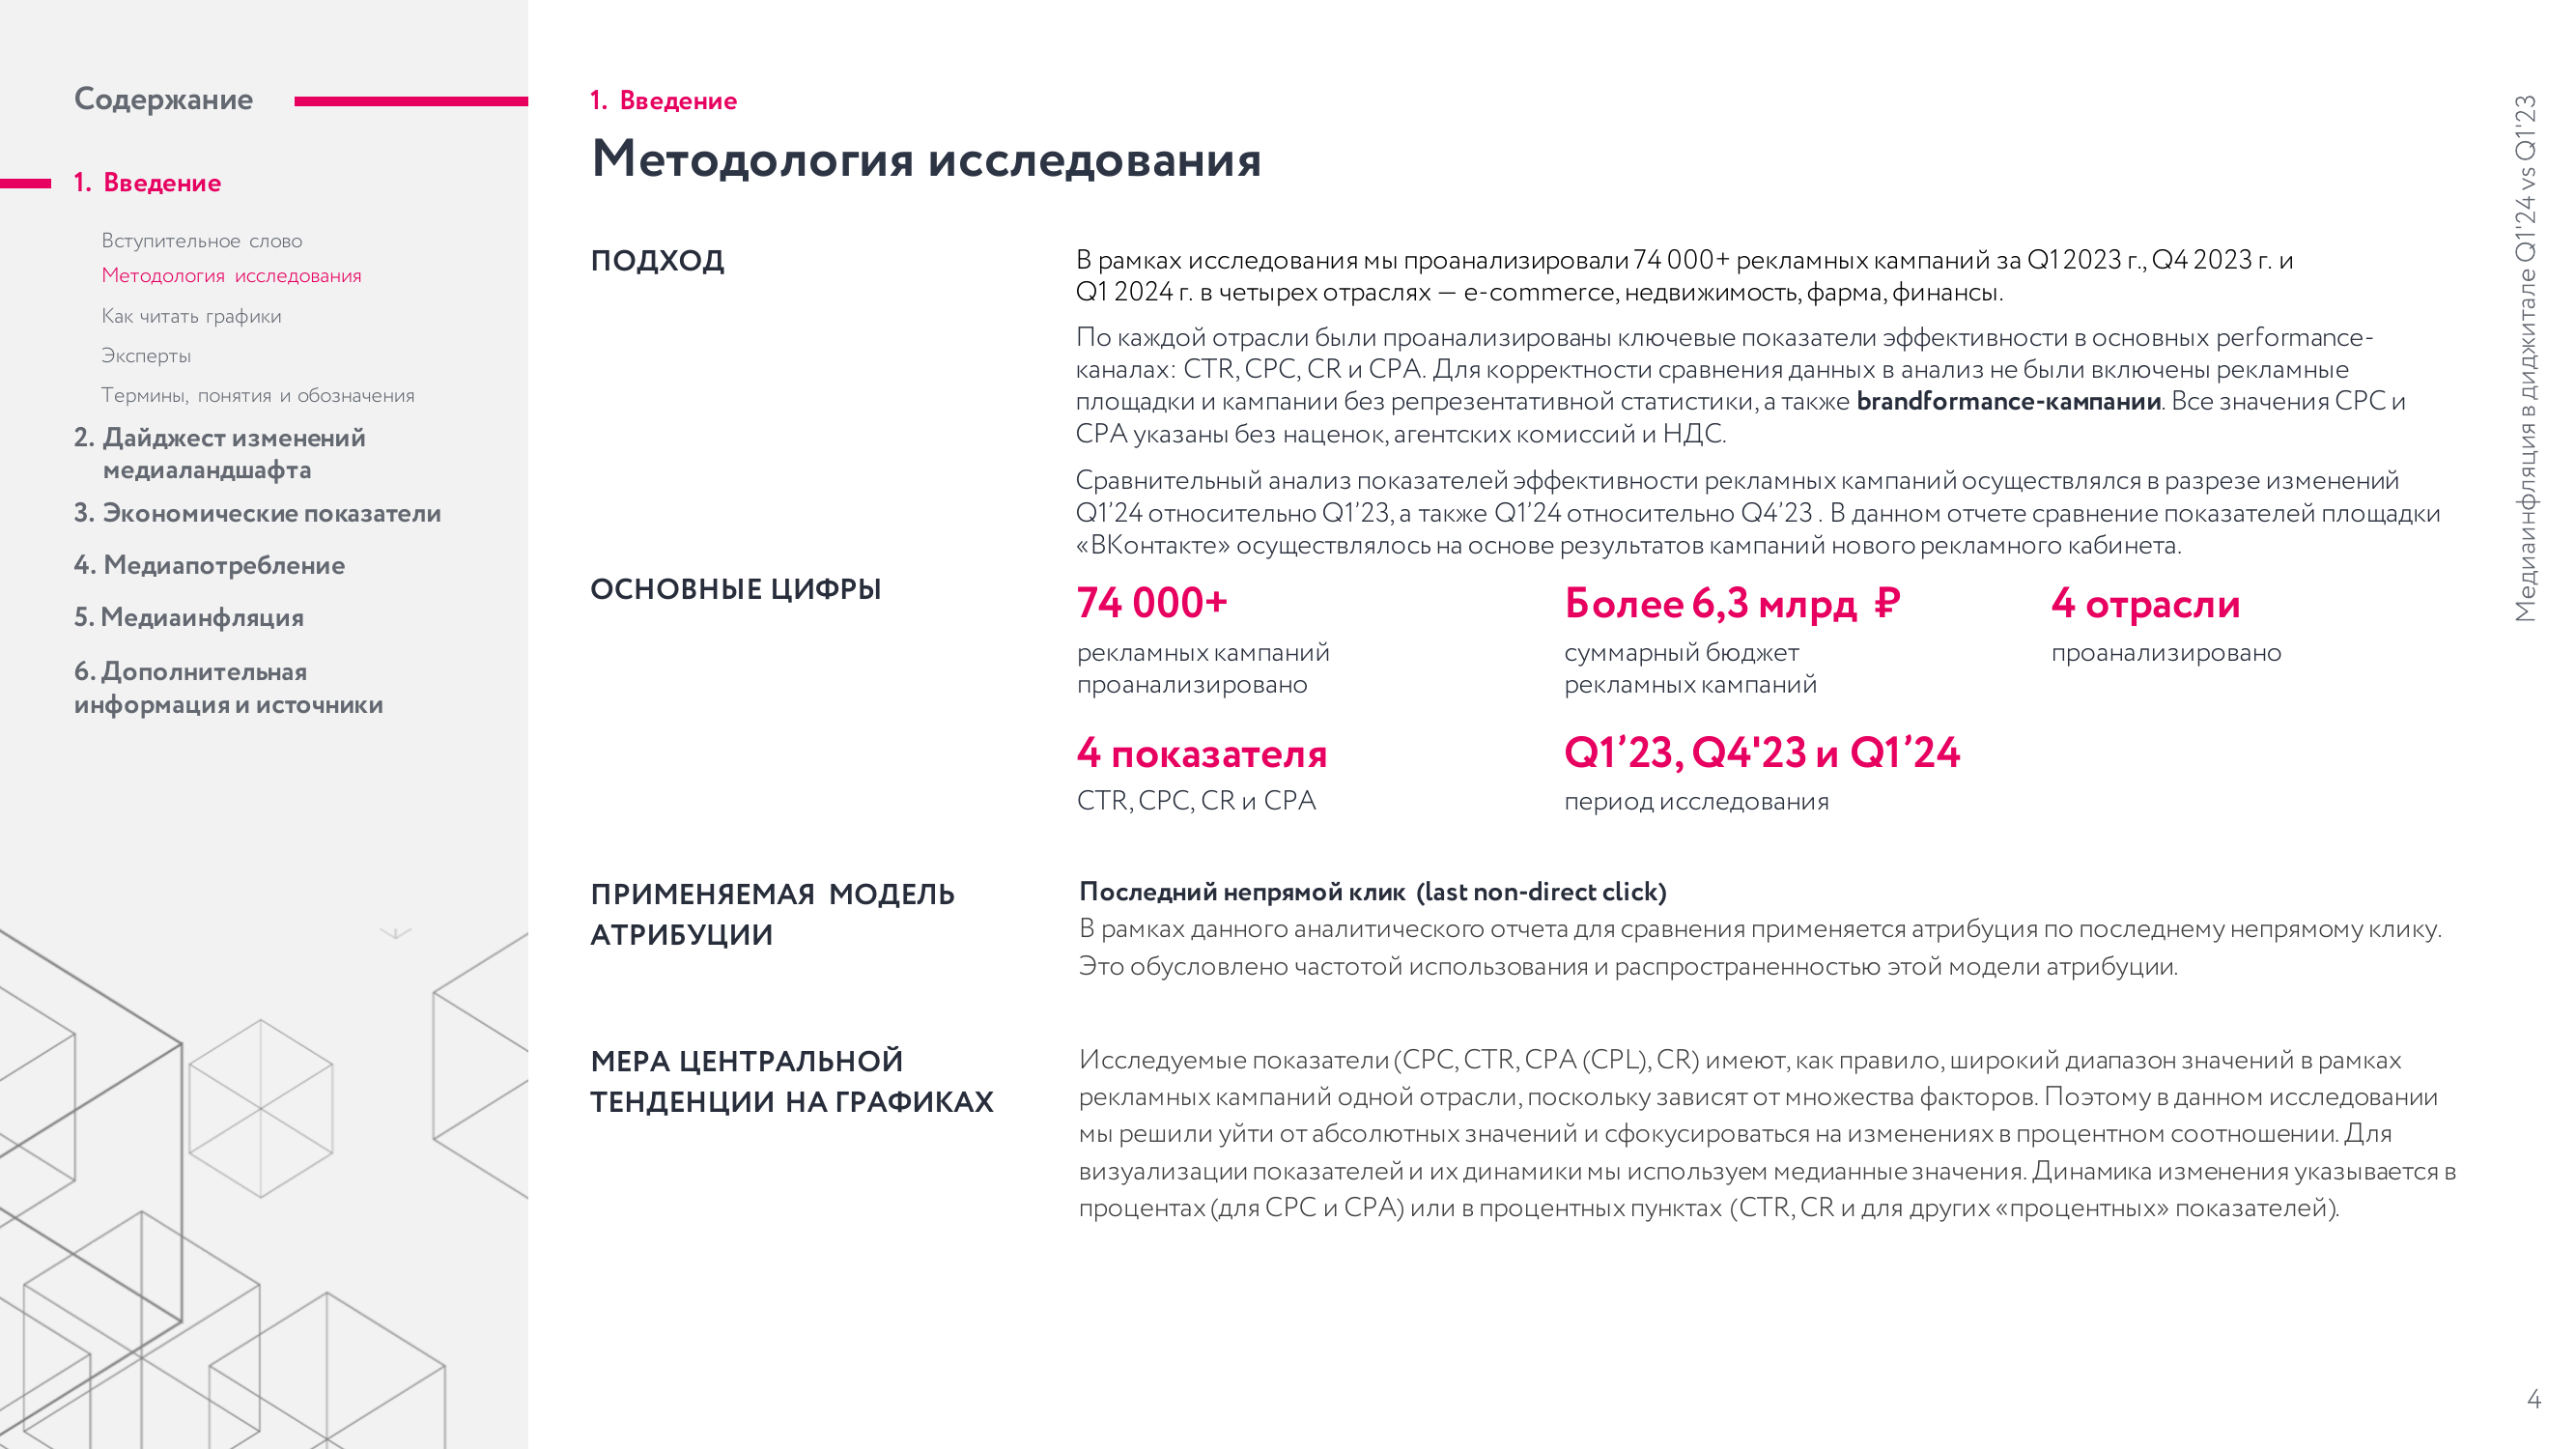 Содержание
1. Введение
Вступительное слово
Методология исследования
Как читать графики
Эксперты
Термины, понятия и обозначения
2. Дайджест изменений
медиаландшафта
3. Экономические показатели
4. Медиапотребление
5. Медиаинфляция
6. Дополнительная
информация и источники
1. Введение
Методология исследования
ПОДХОД
В рамках исследования мы проанализировали 74 000+ рекламных кампаний за Q1 2023 г., Q4 2023 г. и
Q1 2024 г. в четырех отраслях — e-commerce, недвижимость, фарма, финансы.
По каждой отрасли были проанализированы ключевые показатели эффективности в основных performance-
каналах: CTR, CPC, CR и CPA. Для корректности сравнения данных в анализ не были включены рекламные
площадки и кампании без репрезентативной статистики, а также brandformance-кампании. Все значения CPC и
CPA указаны без наценок, агентских комиссий и НДС.
Сравнительный анализ показателей эффективности рекламных кампаний осуществлялся в разрезе изменений
Q1’24 относительно Q1’23, а также Q1’24 относительно Q4’23 . В данном отчете сравнение показателей площадки
«ВКонтакте» осуществлялось на основе результатов кампаний нового рекламного кабинета.
ОСНОВНЫЕ ЦИФРЫ
74 000+
рекламных кампаний
проанализировано
Более 6,3 млрд ₽
суммарный бюджет
рекламных кампаний
4 отрасли
проанализировано
4 показателя
CTR, CPC, CR и CPA
Q1’23, Q4'23 и Q1’24
период исследования
ПРИМЕНЯЕМАЯ МОДЕЛЬ
АТРИБУЦИИ
Последний непрямой клик (last non-direct click)
В рамках данного аналитического отчета для сравнения применяется атрибуция по последнему непрямому клику.
Это обусловлено частотой использования и распространенностью этой модели атрибуции.
МЕРА ЦЕНТРАЛЬНОЙ
ТЕНДЕНЦИИ НА ГРАФИКАХ
Исследуемые показатели (CPC, CTR, CPA (CPL), CR) имеют, как правило, широкий диапазон значений в рамках
рекламных кампаний одной отрасли, поскольку зависят от множества факторов. Поэтому в данном исследовании
мы решили уйти от абсолютных значений и сфокусироваться на изменениях в процентном соотношении. Для
визуализации показателей и их динамики мы используем медианные значения. Динамика изменения указывается в
процентах (для CPC и CPA) или в процентных пунктах (CTR, CR и для других «процентных» показателей).
Медиаинфляция в диджитале Q1'24 vs Q1'23
4